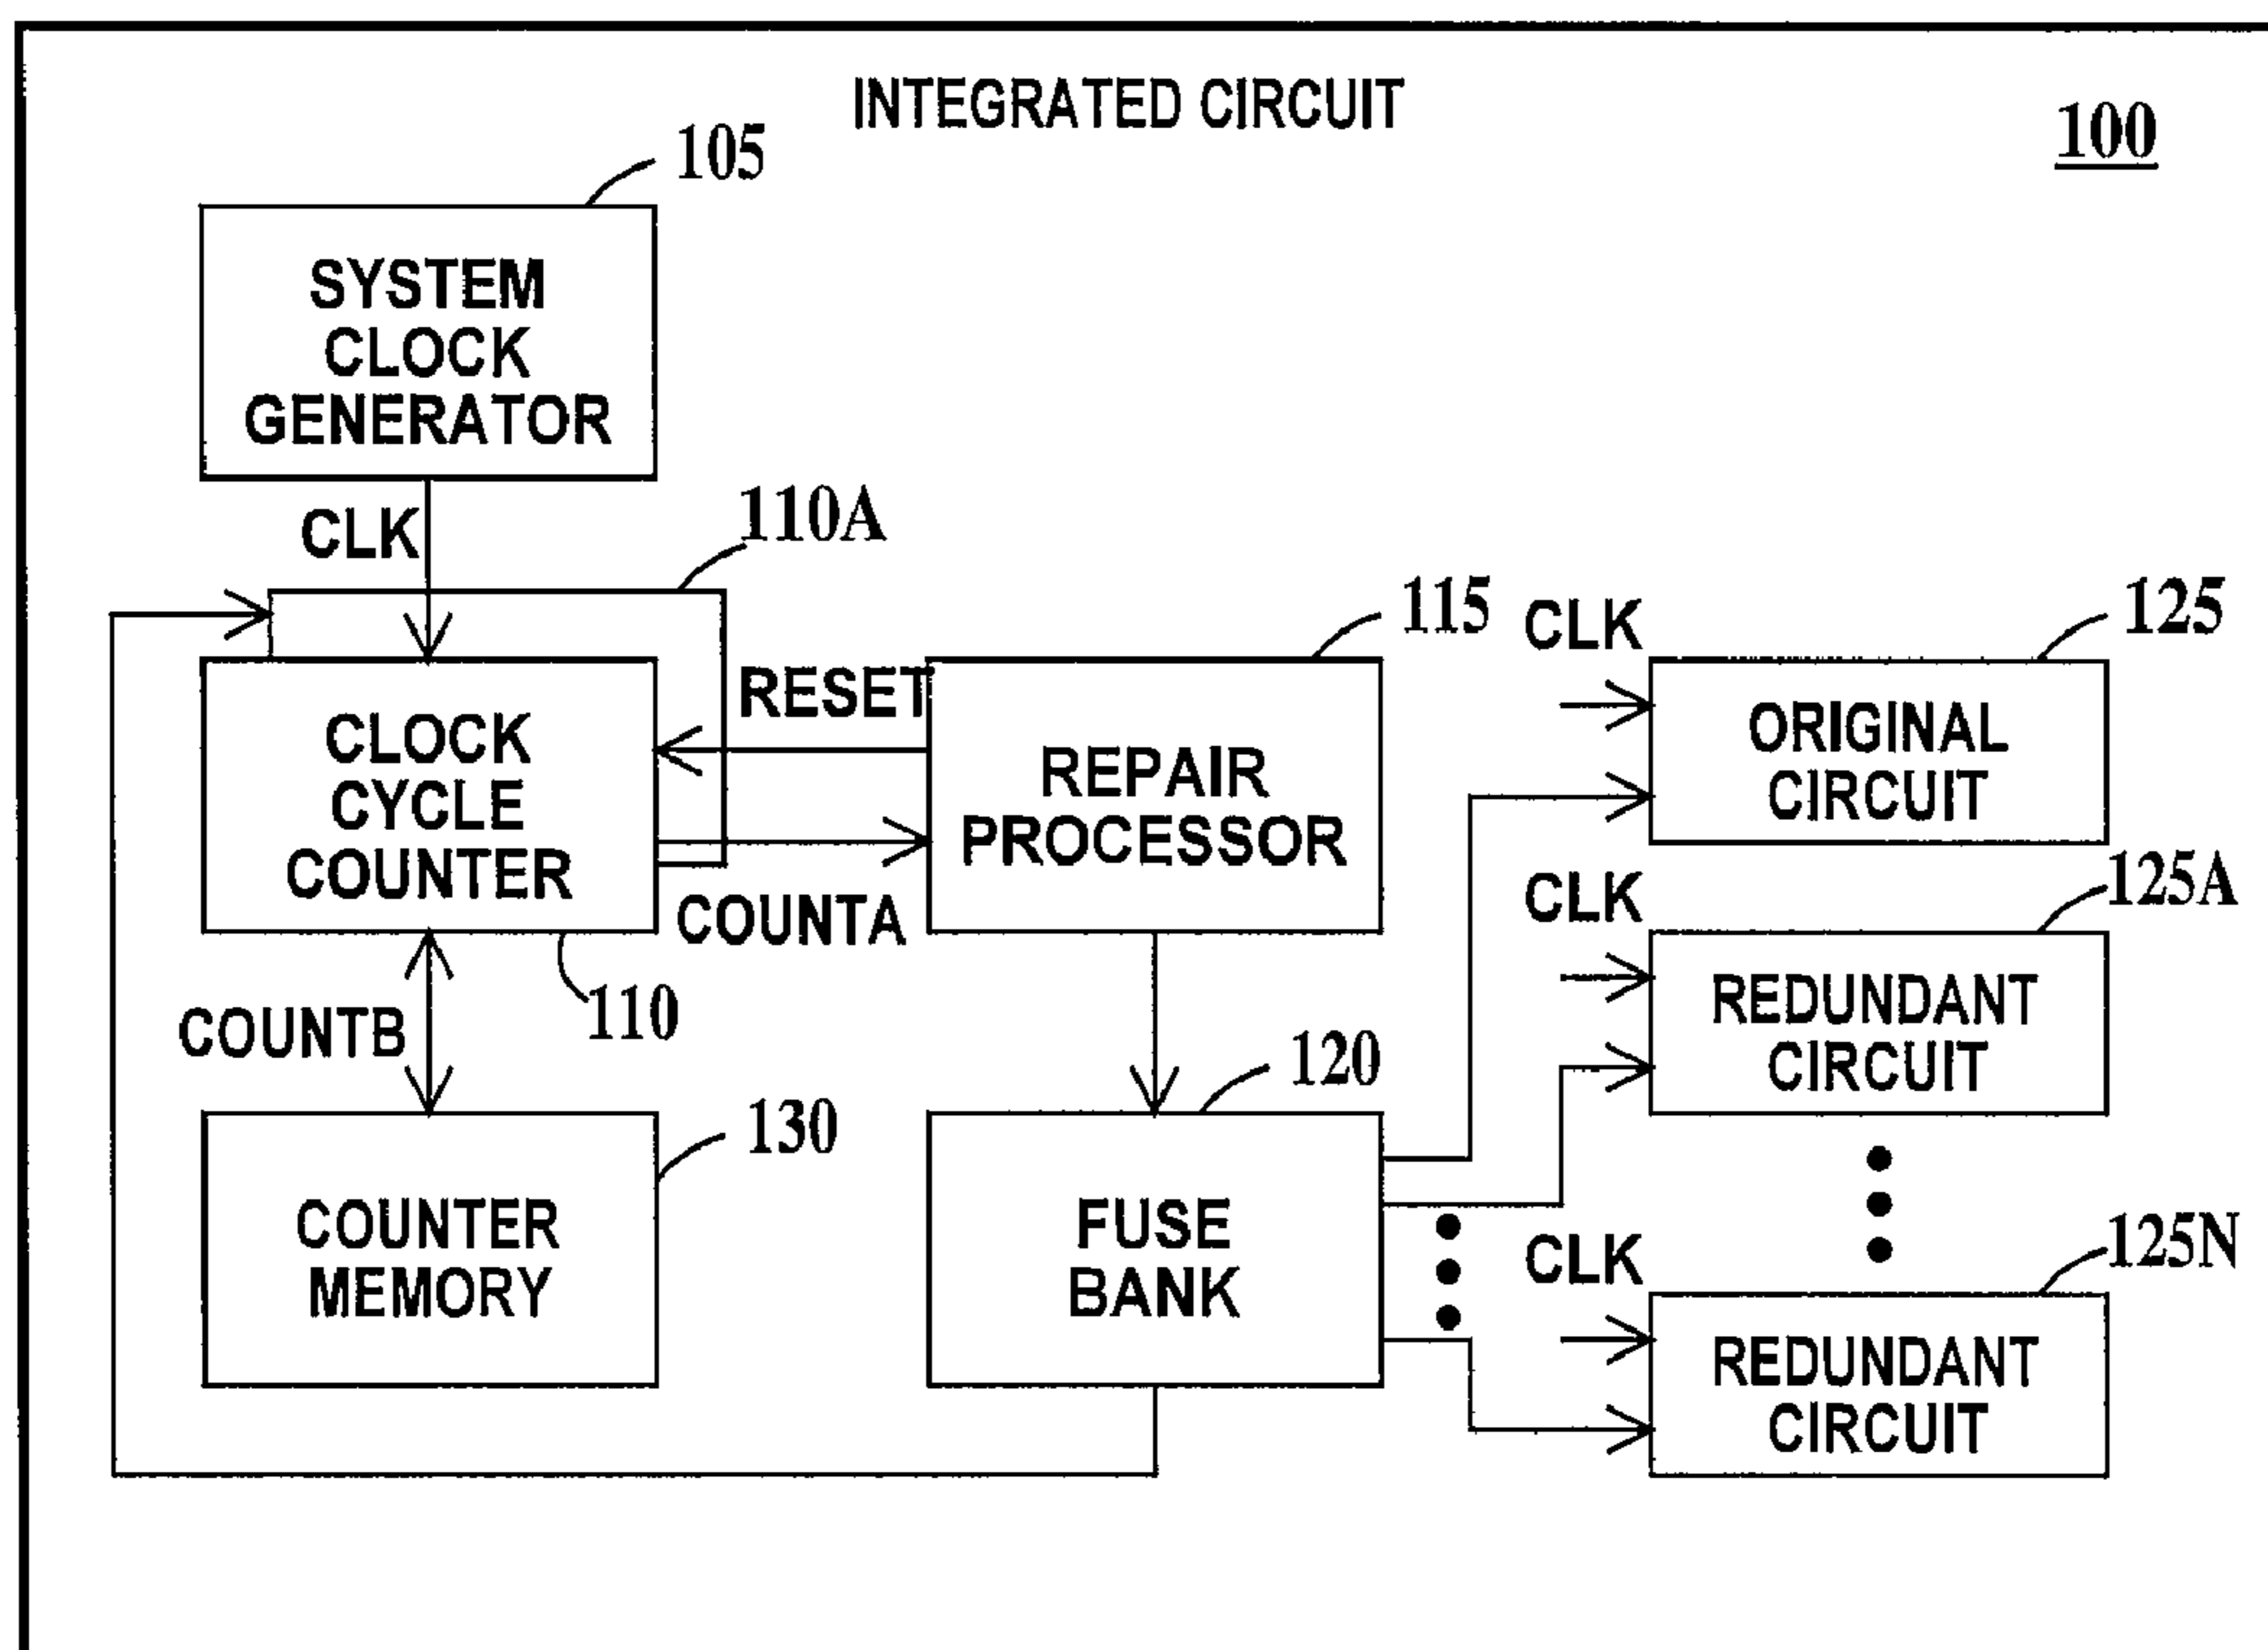 INTEGRATED CIRCUIT
100
105
SYSTEM
CLOCK
GENERATOR
CLK
110A
CLOCK
CYCLE
COUNTER
RESET
COUNTA
115
REPAIR
PROCESSOR
CLK
125
ORIGINAL
CIRCUIT
CLK
125A
REDUNDANT
CIRCUIT
COUNTB
110
130
COUNTER
MEMORY
120
FUSE
BANK
CLK
125N
REDUNDANT
CIRCUIT